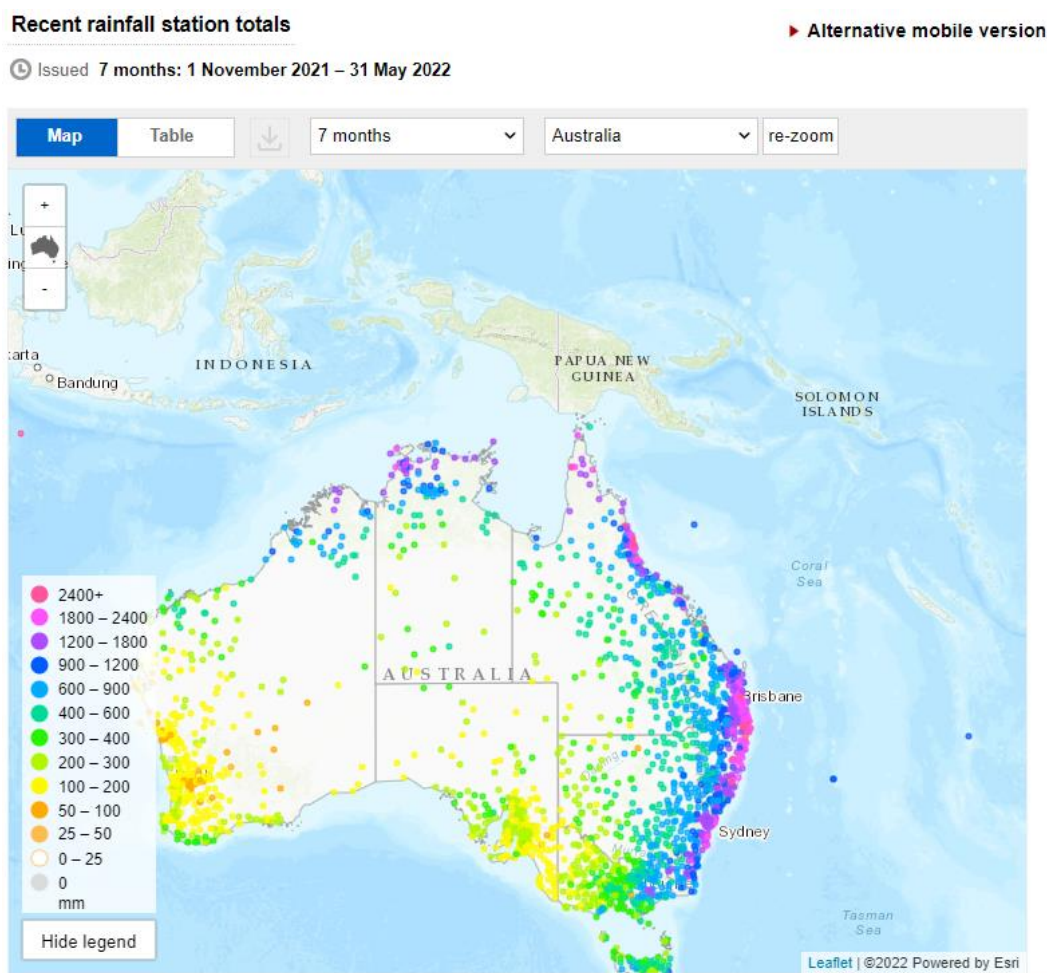 Recent rainfall station totals
Alternative mobile version
Issued 7 months: 1 November 2021 – 31 May 2022
Map
Table
7 months
Australia
re-zoom
+
-
INDONESIA
Bandung
PAPUA NEW
GUINEA
SOLOMON
ISLANDS
Coral
Sea
AUSTRALIA
Brisbane
Sydney
Tasman
Sea
2400+
1800 – 2400
1200 – 1800
900 – 1200
600 – 900
400 – 600
300 – 400
200 – 300
100 – 200
50 – 100
25 – 50
0 – 25
0
mm
Hide legend
Leaflet | ©2022 Powered by Esri